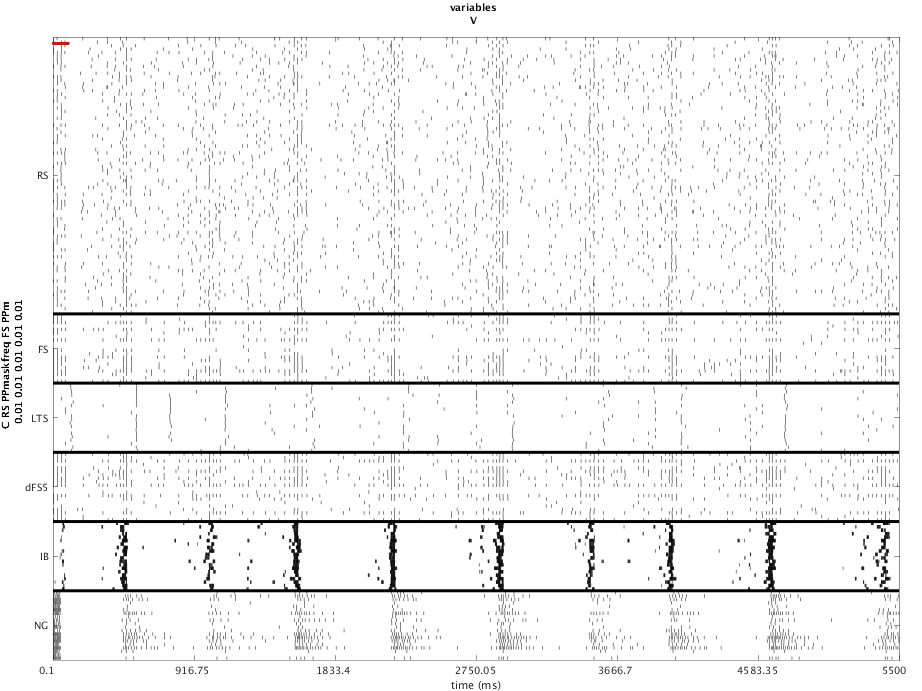 variables
V
C RS PPmaskfreq FS PPm
0.01 0.01 0.01 0.01 0.01
RS
FS
LTS
dFS5
IB
NG
0.1 916.75 1833.4 2750.05 3666.7 4583.35 5500
time (ms)